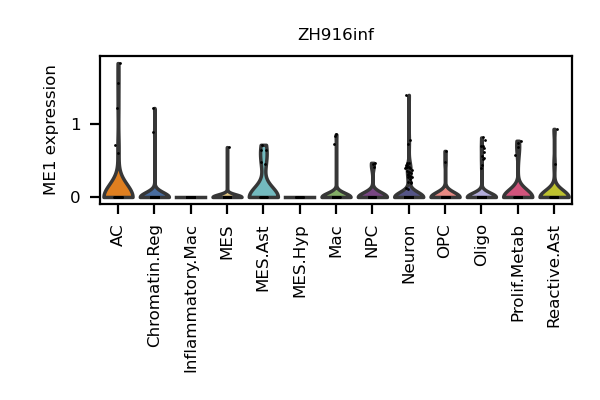 ZH916inf
ME1 expression
1
0
AC
Chromatin.Reg
Inflammatory.Mac
MES
MES.Ast
MES.Hyp
Mac
NPC
Neuron
OPC
Oligo
Prolif.Metab
Reactive.Ast